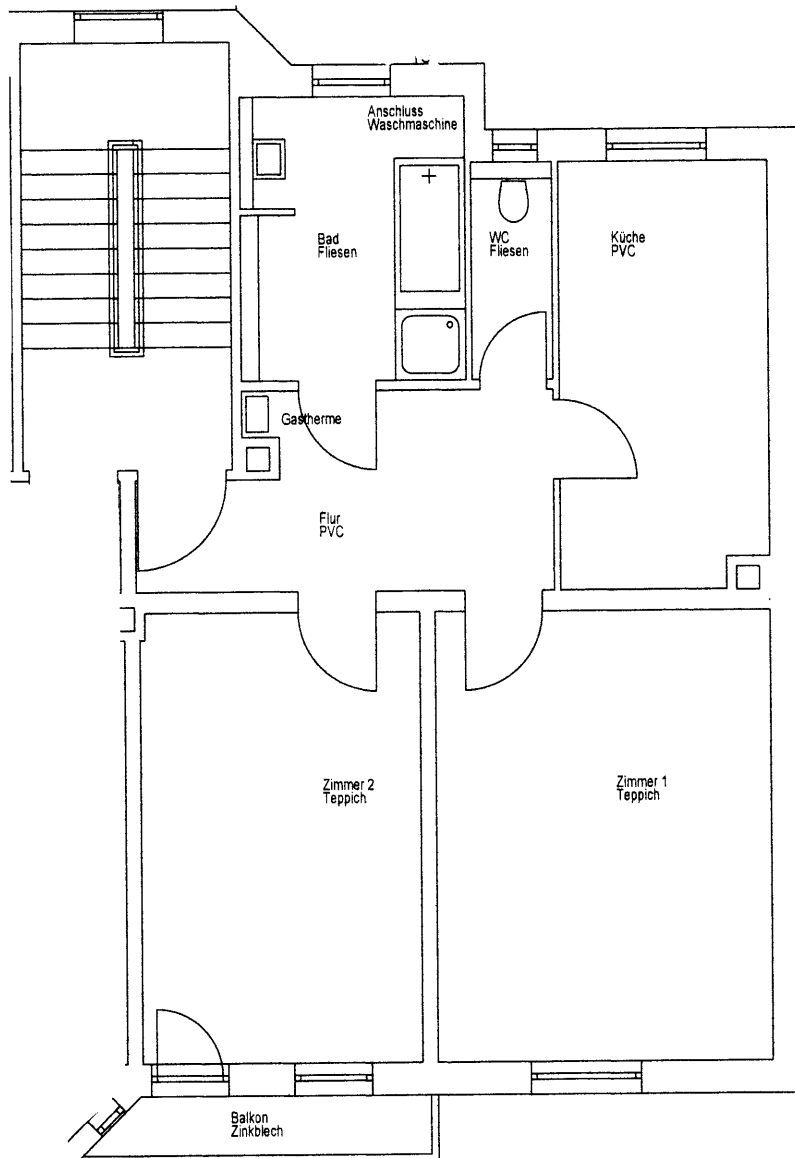 Anschluss
Waschmaschine
Bad
Fliesen
WC
Fliesen
Küche
PVC
Gastherme
Flur
PVC
Zimmer 2
Teppich
Zimmer 1
Teppich
Balkon
Zinkblech